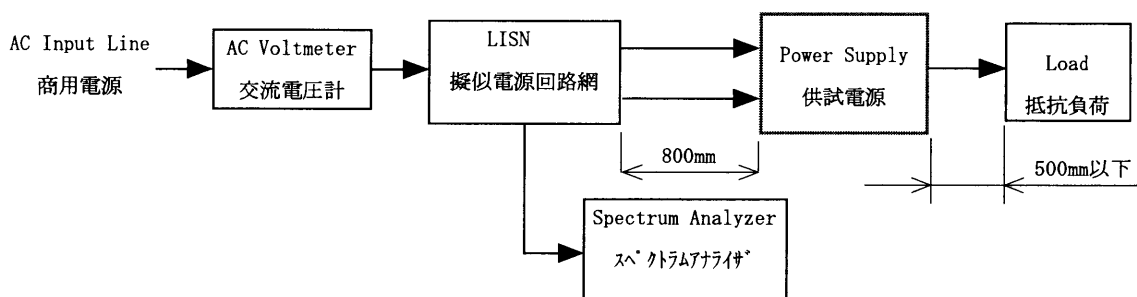 AC Input Line
商用電源
AC Voltmeter
交流電圧計
LISN
擬似電源回路網
Power Supply
供試電源
Load
抵抗負荷
800mm
500mm以下
Spectrum Analyzer
スペクトラムアナライザ